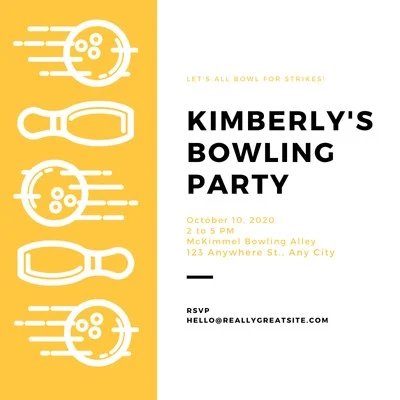 LET'S ALL BOWL FOR STRIKES!
KIMBERLY'S
BOWLING
PARTY
October 10, 2020
2 to 5 PM
McKimmel Bowling Alley
123 Anywhere St., Any City
RSVP
HELLO@REALLYGREATSITE.COM